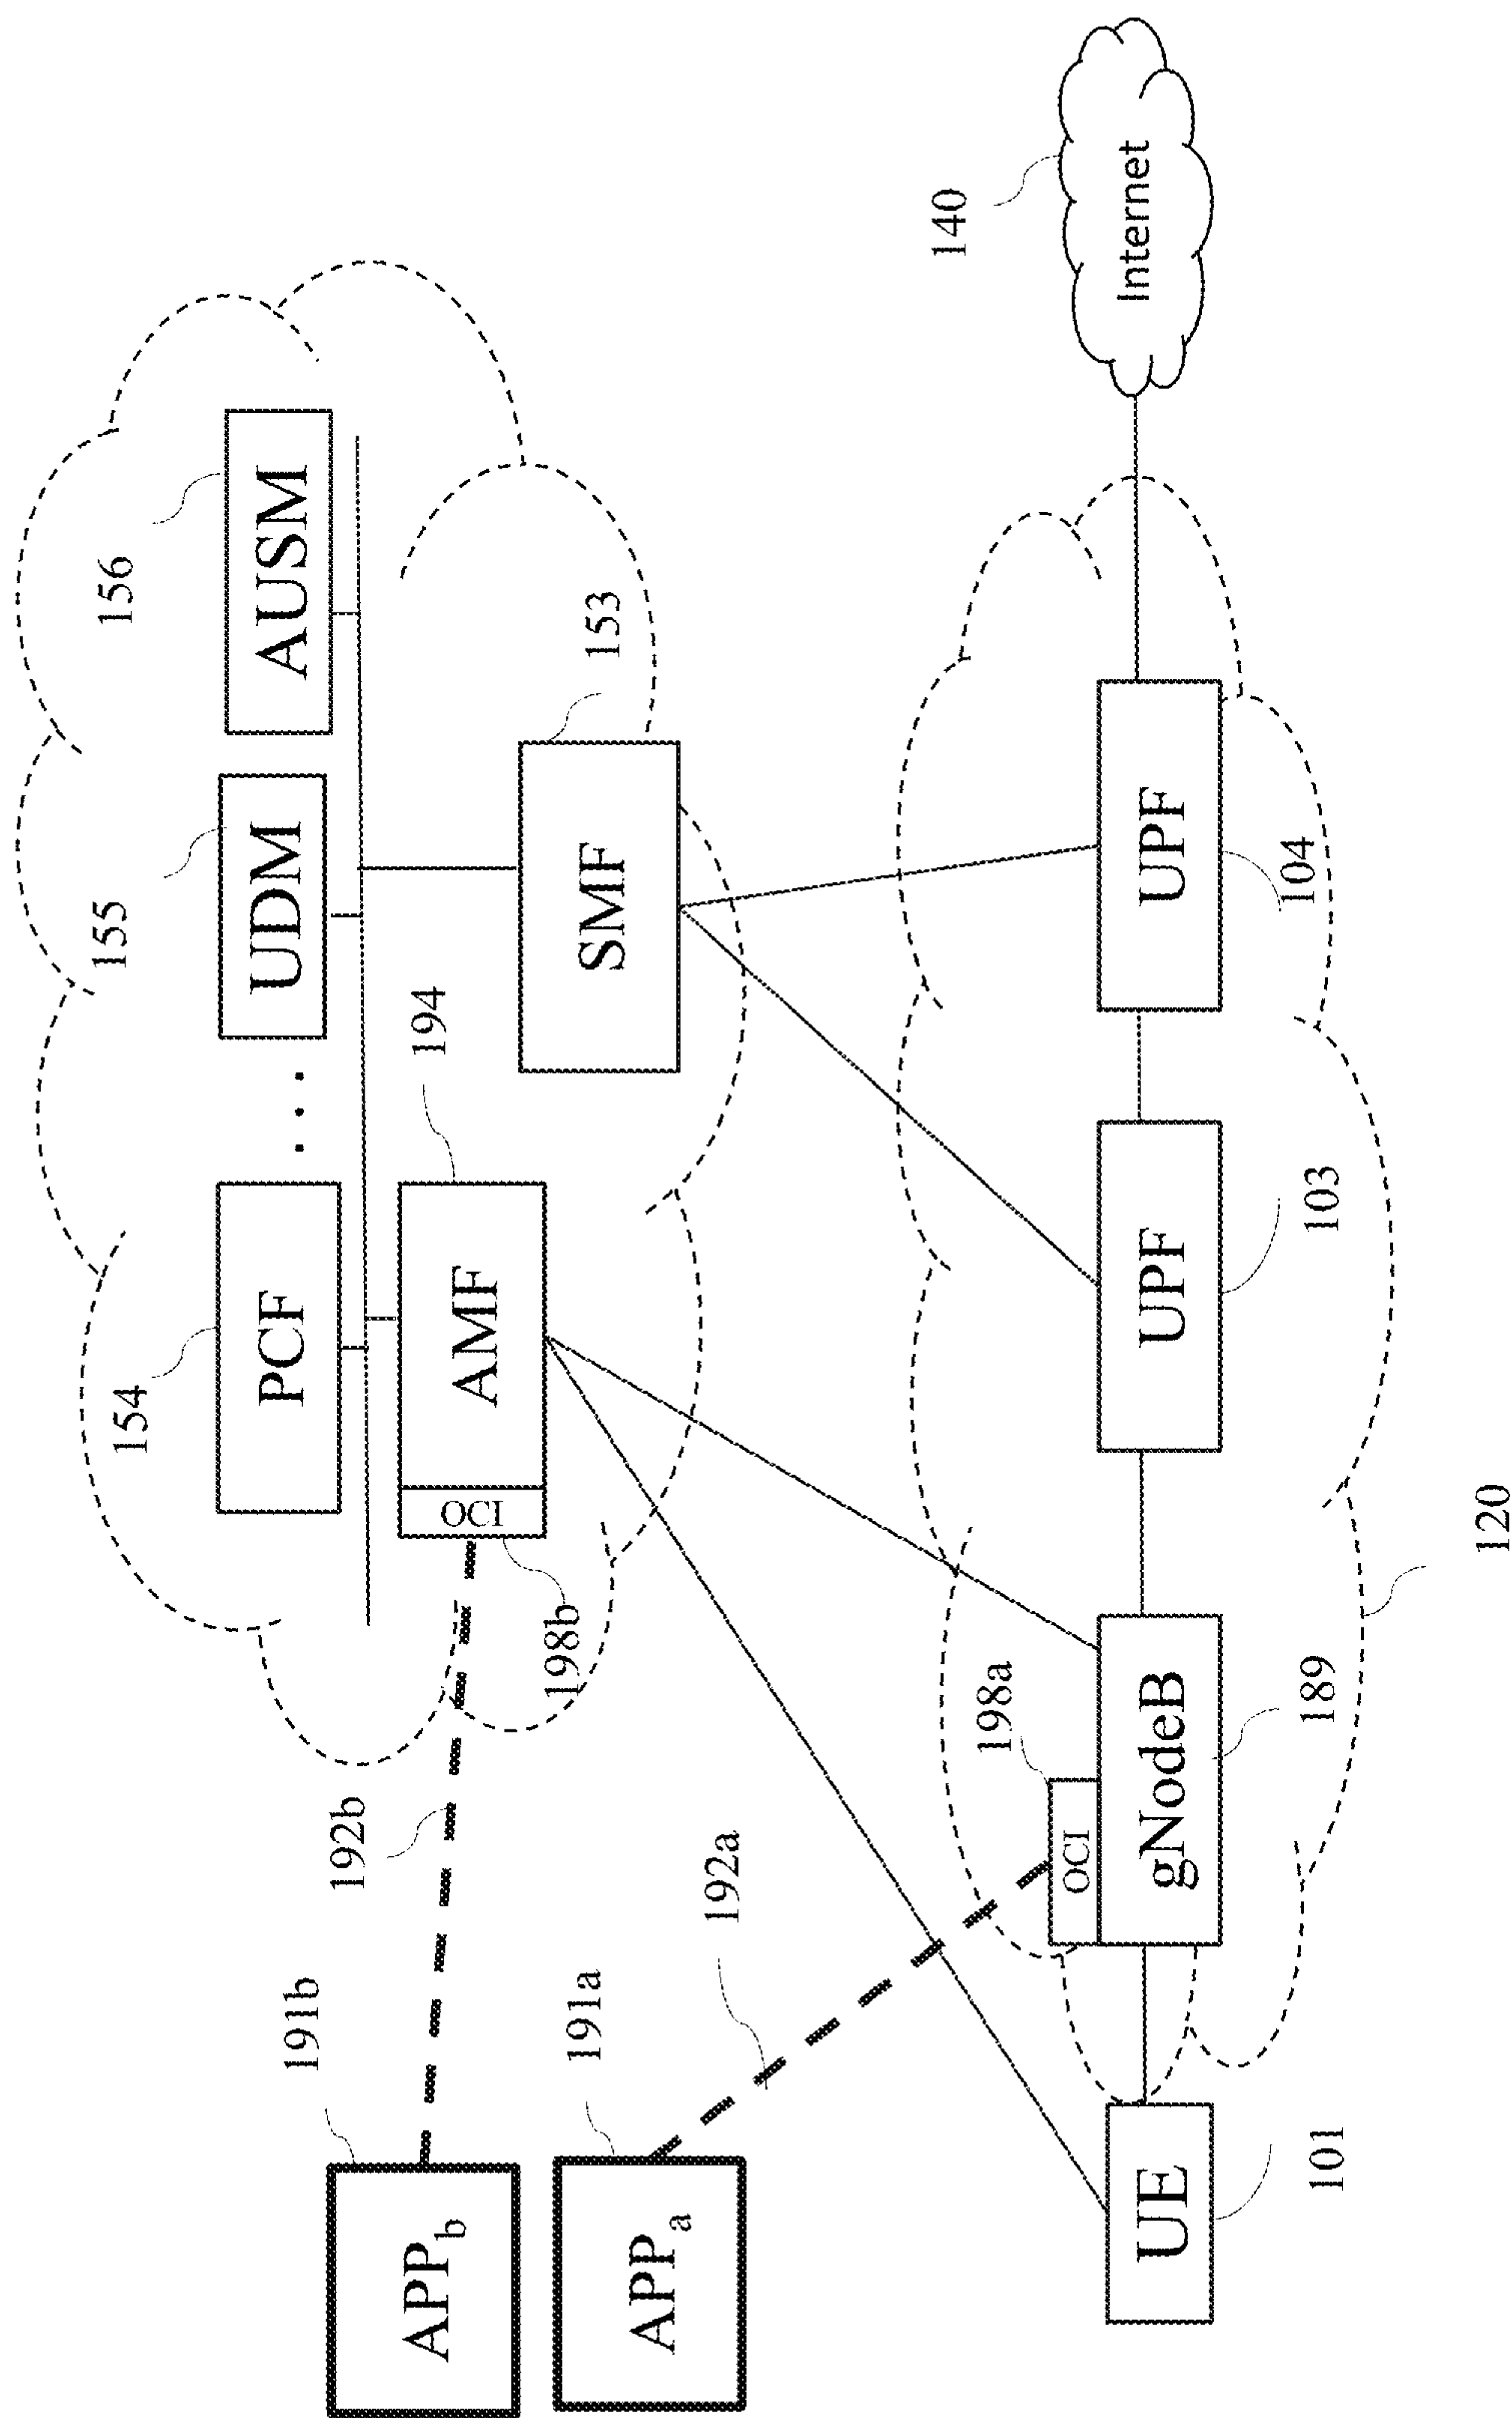 156
AUSM
155
UDM
...
154
PCF
153
SMF
194
AMF
OCI
198b
192b
191b
APPb
191a
APPa
192a
140
Internet
UPF
104
UPF
103
198a
OCI
gNodeB
189
UE
101
120